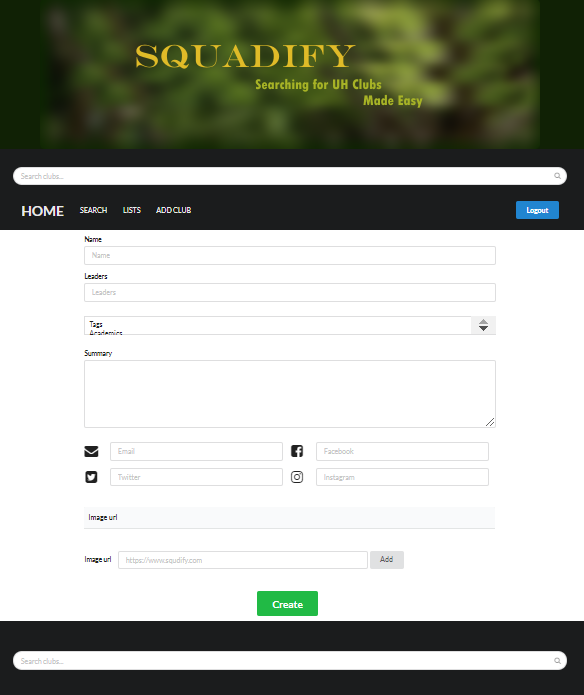 SQUADIFY
Searching for UH Clubs
Made Easy
Search clubs...
HOME SEARCH LISTS ADD CLUB Logout
Name
Name
Leaders
Leaders
Tags
Academics
Summary
Email Facebook
Twitter Instagram
Image url
Image url https://www.squdify.com Add
Create
Search clubs...